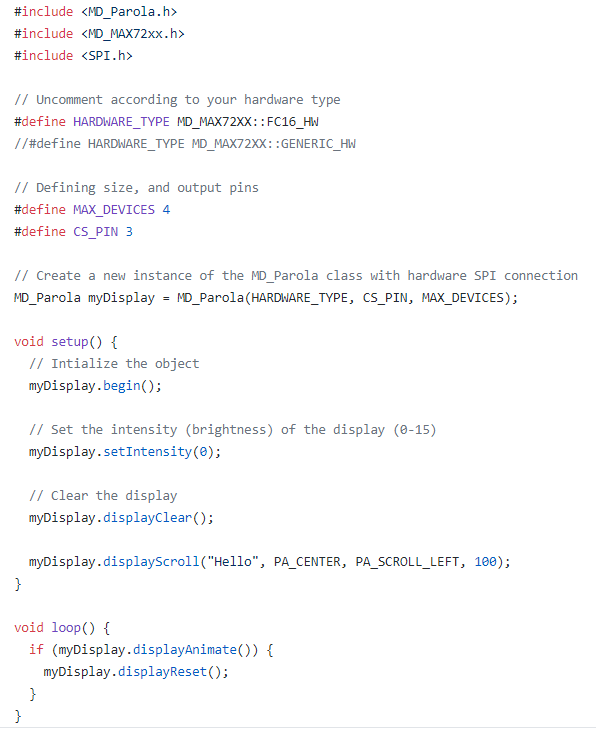 #include <MD_Parola.h>
#include <MD_MAX72xx.h>
#include <SPI.h>

// Uncomment according to your hardware type
#define HARDWARE_TYPE MD_MAX72XX::FC16_HW
//#define HARDWARE_TYPE MD_MAX72XX::GENERIC_HW

// Defining size, and output pins
#define MAX_DEVICES 4
#define CS_PIN 3

// Create a new instance of the MD_Parola class with hardware SPI connection
MD_Parola myDisplay = MD_Parola(HARDWARE_TYPE, CS_PIN, MAX_DEVICES);

void setup() {
  // Intialize the object
  myDisplay.begin();

  // Set the intensity (brightness) of the display (0-15)
  myDisplay.setIntensity(0);

  // Clear the display
  myDisplay.displayClear();

  myDisplay.displayScroll("Hello", PA_CENTER, PA_SCROLL_LEFT, 100);
}

void loop() {
  if (myDisplay.displayAnimate()) {
    myDisplay.displayReset();
  }
}